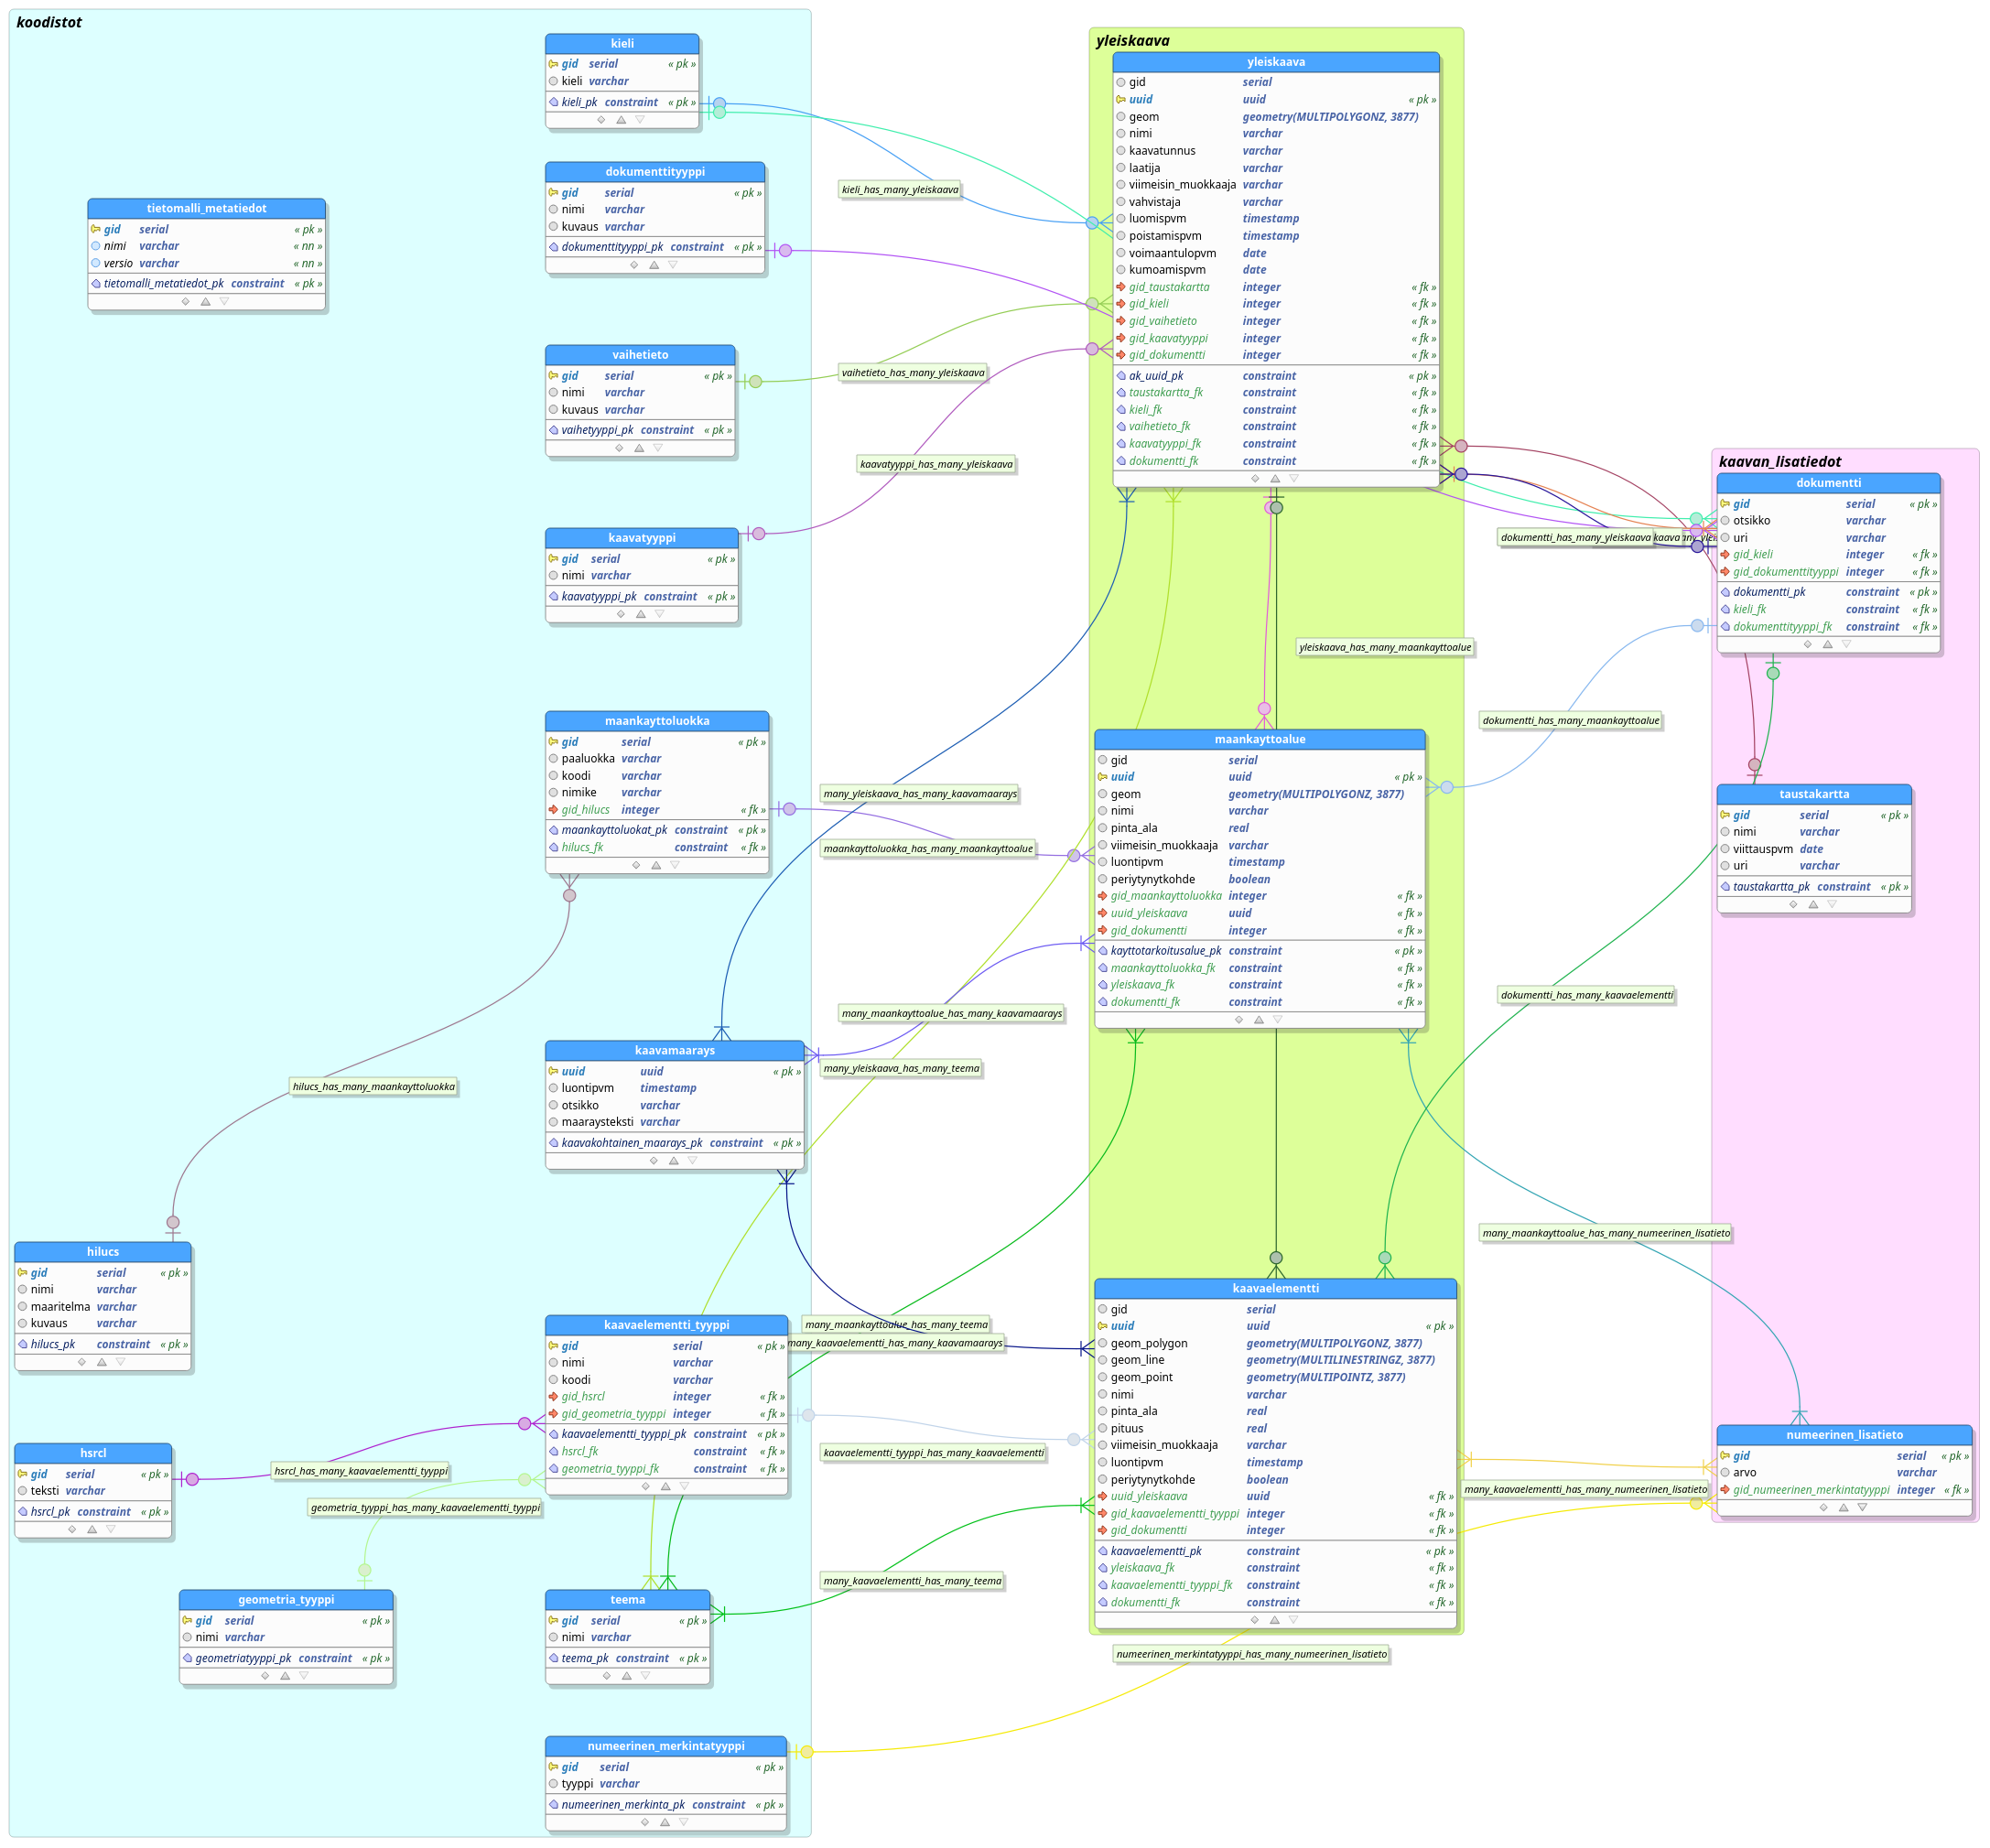 koodistot
kieli
gid serial « pk »
kieli varchar
kieli_pk constraint « pk »
dokumenttityyppi
gid serial « pk »
nimi varchar
kuvaus varchar
dokumenttityyppi_pk constraint « pk »
tietomalli_metatiedot
gid serial « pk »
nimi varchar « nn »
versio varchar « nn »
tietomalli_metatiedot_pk constraint « pk »
vaihetieto
gid serial « pk »
nimi varchar
kuvaus varchar
vaihetyyppi_pk constraint « pk »
kaavatyyppi
gid serial « pk »
nimi varchar
kaavatyyppi_pk constraint « pk »
maankayttoluokka
gid serial « pk »
paaluokka varchar
koodi varchar
nimike varchar
gid_hilucs integer « fk »
maankayttoluokat_pk constraint « pk »
hilucs_fk constraint « fk »
kaavamaarays
uuid uuid « pk »
luontipvm timestamp
otsikko varchar
maaraysteksti varchar
kaavakohtainen_maarays_pk constraint « pk »
hilucs_has_many_maankayttoluokka
hilucs
gid serial « pk »
nimi varchar
maaritelma varchar
kuvaus varchar
hilucs_pk constraint « pk »
kaavaelementti_tyyppi
gid serial « pk »
nimi varchar
koodi varchar
gid_hsrcl integer « fk »
gid_geometria_tyyppi integer « fk »
kaavaelementti_tyyppi_pk constraint « pk »
hsrcl_fk constraint « fk »
geometria_tyyppi_fk constraint « fk »
hsrcl
gid serial « pk »
teksti varchar
hsrcl_pk constraint « pk »
hsrcl_has_many_kaavaelementti_tyyppi
geometria_tyyppi_has_many_kaavaelementti_tyyppi
geometria_tyyppi
gid serial « pk »
nimi varchar
geometriatyyppi_pk constraint « pk »
teema
gid serial « pk »
nimi varchar
teema_pk constraint « pk »
numeerinen_merkintatyyppi
gid serial « pk »
tyyppi varchar
numeerinen_merkinta_pk constraint « pk »
kieli_has_many_yleiskaava
vaihetieto_has_many_yleiskaava
kaavatyyppi_has_many_yleiskaava
many_yleiskaava_has_many_kaavamaarays
maankayttoluokka_has_many_maankayttoalue
many_maankayttoalue_has_many_kaavamaarays
many_yleiskaava_has_many_teema
many_maankayttoalue_has_many_teema
many_kaavaelementti_has_many_kaavamaarays
kaavaelementti_tyyppi_has_many_kaavaelementti
many_kaavaelementti_has_many_teema
numeerinen_merkintatyyppi_has_many_numeerinen_lisatieto
yleiskaava
yleiskaava
gid serial
uuid uuid « pk »
geom geometry(MULTIPOLYGONZ, 3877)
nimi varchar
kaavatunnus varchar
laatija varchar
viimeisin_muokkaaja varchar
vahvistaja varchar
luomispvm timestamp
poistamispvm timestamp
voimaantulopvm date
kumoamispvm date
gid_taustakartta integer « fk »
gid_kieli integer « fk »
gid_vaihetieto integer « fk »
gid_kaavatyyppi integer « fk »
gid_dokumentti integer « fk »
ak_uuid_pk constraint « pk »
taustakartta_fk constraint « fk »
kieli_fk constraint « fk »
vaihetieto_fk constraint « fk »
kaavatyyppi_fk constraint « fk »
dokumentti_fk constraint « fk »
yleiskaava_has_many_maankayttoalue
maankayttoalue
gid serial
uuid uuid « pk »
geom geometry(MULTIPOLYGONZ, 3877)
nimi varchar
pinta_ala real
viimeisin_muokkaaja varchar
luontipvm timestamp
periytynytkohde boolean
gid_maankayttoluokka integer « fk »
uuid_yleiskaava uuid « fk »
gid_dokumentti integer « fk »
kayttotarkoitusalue_pk constraint « pk »
maankayttoluokka_fk constraint « fk »
yleiskaava_fk constraint « fk »
dokumentti_fk constraint « fk »
kaavaelementti
gid serial
uuid uuid « pk »
geom_polygon geometry(MULTIPOLYGONZ, 3877)
geom_line geometry(MULTILINESTRINGZ, 3877)
geom_point geometry(MULTIPOINTZ, 3877)
nimi varchar
pinta_ala real
pituus real
viimeisin_muokkaaja varchar
luontipvm timestamp
periytynytkohde boolean
uuid_yleiskaava uuid « fk »
gid_kaavaelementti_tyyppi integer « fk »
gid_dokumentti integer « fk »
kaavaelementti_pk constraint « pk »
yleiskaava_fk constraint « fk »
kaavaelementti_tyyppi_fk constraint « fk »
dokumentti_fk constraint « fk »
dokumentti_has_many_yleiskaava
dokumentti_has_many_maankayttoalue
dokumentti_has_many_kaavaelementti
many_maankayttoalue_has_many_numeerinen_lisatieto
many_kaavaelementti_has_many_numeerinen_lisatieto
kaavan_lisatiedot
dokumentti
gid serial « pk »
otsikko varchar
uri varchar
gid_kieli integer « fk »
gid_dokumenttityyppi integer « fk »
dokumentti_pk constraint « pk »
kieli_fk constraint « fk »
dokumenttityyppi_fk constraint « fk »
taustakartta
gid serial « pk »
nimi varchar
viittauspvm date
uri varchar
taustakartta_pk constraint « pk »
numeerinen_lisatieto
gid serial « pk »
arvo varchar
gid_numeerinen_merkintatyyppi integer « fk »